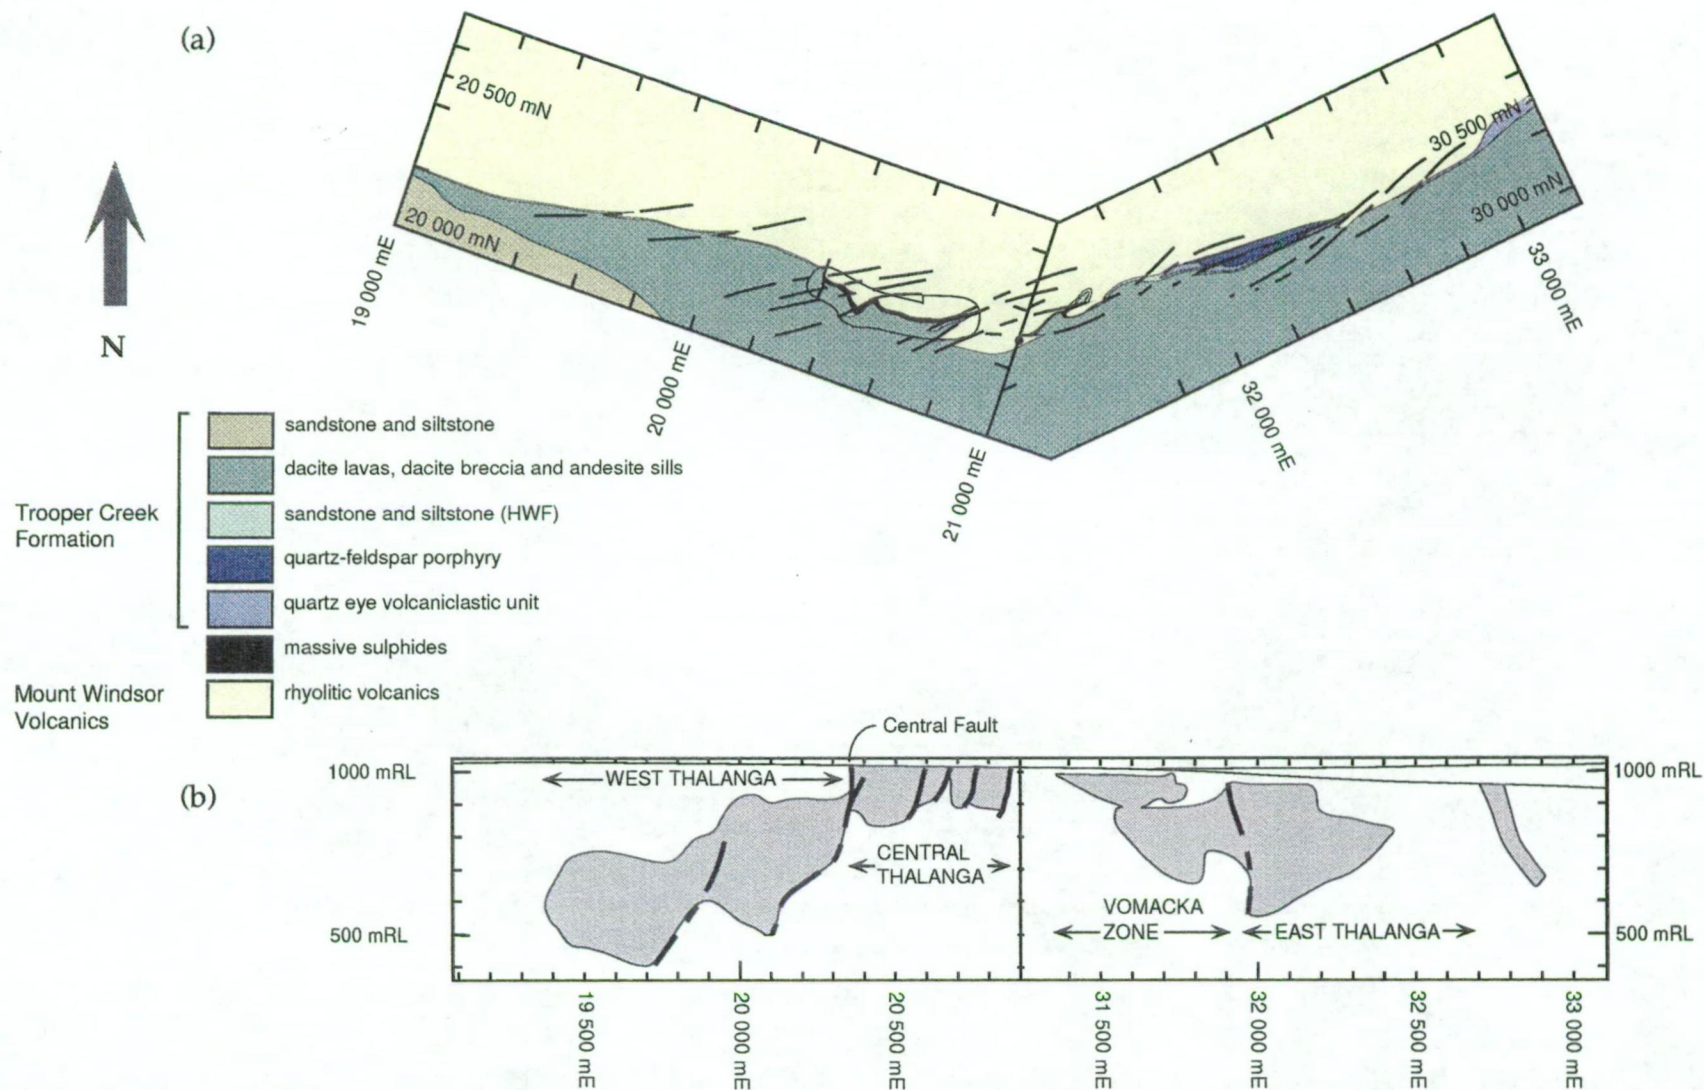 (a)
20 500 mN
20 000 mN
19 000 mE
20 000 mE
21 000 mE
30 500 mN
30 000 mN
32 000 mE
33 000 mE
N
sandstone and siltstone
dacite lavas, dacite breccia and andesite sills
sandstone and siltstone (HWF)
quartz-feldspar porphyry
quartz eye volcaniclastic unit
massive sulphides
rhyolitic volcanics
Trooper Creek
Formation
Mount Windsor
Volcanics
(b)
Central Fault
1000 mRL
500 mRL
WEST THALANGA
CENTRAL
THALANGA
VOMACKA
ZONE
EAST THALANGA
1000 mRL
500 mRL
19 500 mE
20 000 mE
20 500 mE
31 500 mE
32 000 mE
32 500 mE
33 000 mE